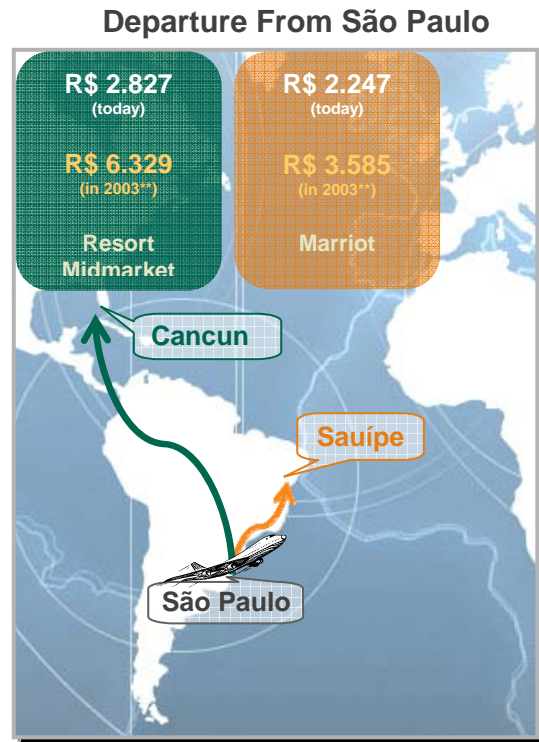 Departure From São Paulo
R$ 2.827
(today)
R$ 6.329
(in 2003**)
Resort
Midmarket
R$ 2.247
(today)
R$ 3.585
(in 2003**)
Marriot
Cancun
Sauípe
São Paulo